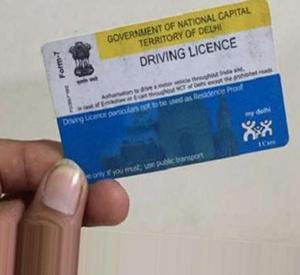 Form-7
GOVERNMENT OF NATIONAL CAPITAL
TERRITORY OF DELHI
DRIVING LICENCE
Authorisation to drive a motor vehicle throughout India and,
in case of E-rickshaw or E-cart throughout NCT of Delhi except the prohibited roads
Driving Licence particulars not to be used as Residence Proof
my delhi
I Care
only if you must; use public transport